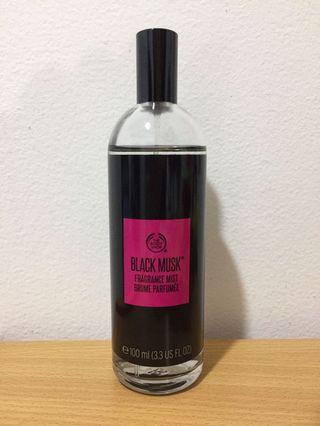 THE
BODY
SHOP
®
BLACK MUSK™
FRAGRANCE MIST
BRUME PARFUMÉE
℮100 ml (3.3 US FL OZ)